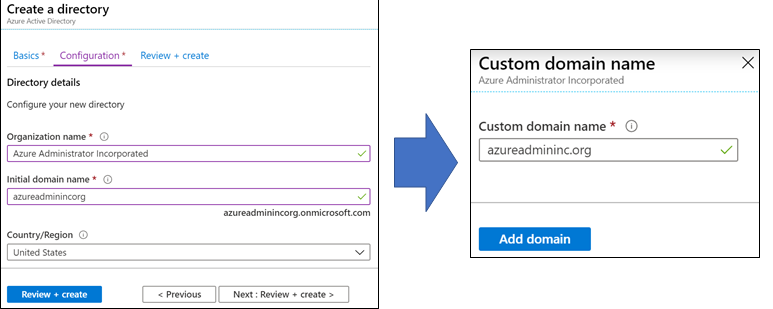 Create a directory
Azure Active Directory
Basics * Configuration * Review + create
Directory details
Configure your new directory
Organization name *
Azure Administrator Incorporated
Initial domain name *
azureadminincorg
azureadminincorg.onmicrosoft.com
Country/Region
United States
Review + create < Previous Next : Review + create >
Custom domain name
Azure Administrator Incorporated
Custom domain name *
azureadmininc.org
Add domain